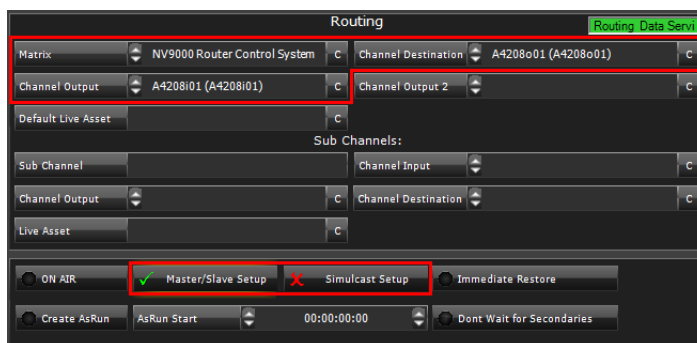 Routing
Routing Data Servi
Matrix NV9000 Router Control System C Channel Destination A4208o01 (A4208o01) C
Channel Output A4208i01 (A4208i01) C Channel Output 2 C
Default Live Asset C
Sub Channels:
Sub Channel Channel Input C
Channel Output C Channel Destination C
Live Asset C
ON AIR Master/Slave Setup Simulcast Setup Immediate Restore
Create AsRun AsRun Start 00:00:00:00 Dont Wait for Secondaries